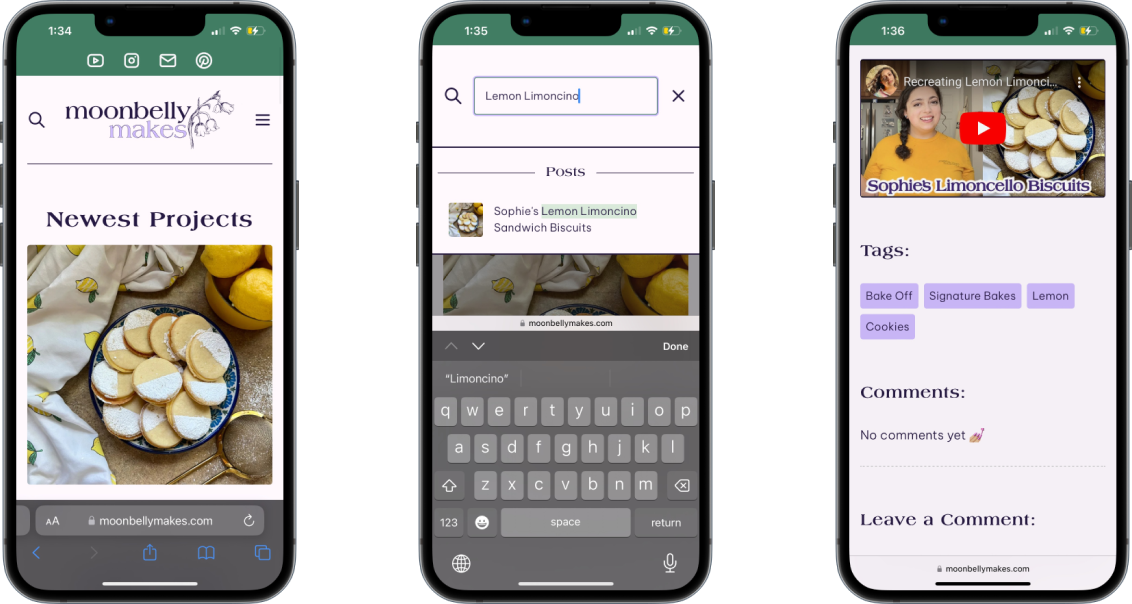 1:34
moonbelly
makes
Newest Projects
AA
moonbellymakes.com
1:35
Lemon Limoncino
Posts
Sophie's Lemon Limoncino
Sandwich Biscuits
moonbellymakes.com
Done
"Limoncino"
q w e r t y u i o p
a s d f g h j k l
z x c v b n m
123
space
return
1:36
Recreating Lemon Limonci...
Sophie's Limoncello Biscuits
Tags:
Bake Off
Signature Bakes
Lemon
Cookies
Comments:
No comments yet 💅🏼
Leave a Comment:
moonbellymakes.com